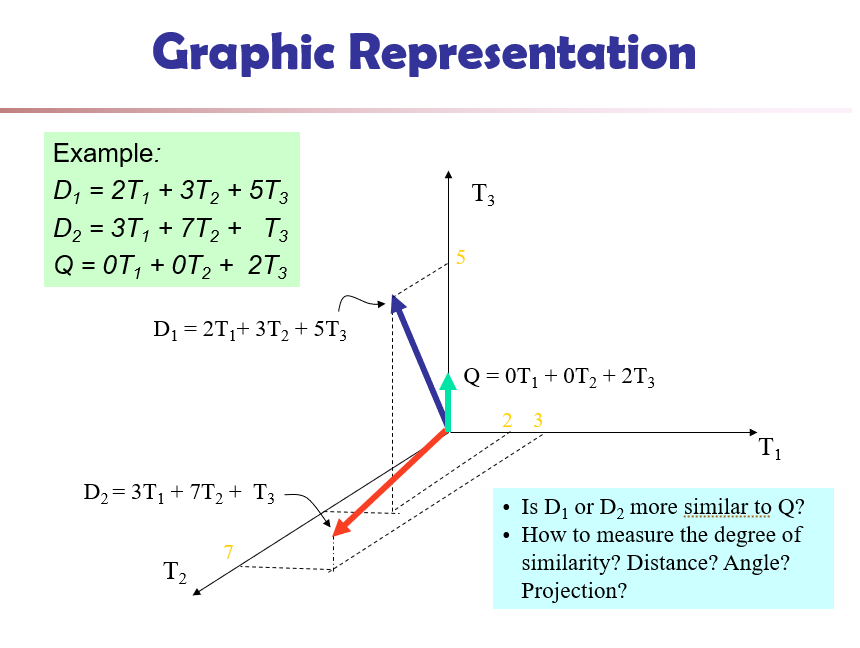 Graphic Representation
Example:
D₁ = 2T₁ + 3T₂ + 5T₃
D₂ = 3T₁ + 7T₂ + T₃
Q = 0T₁ + 0T₂ + 2T₃
T₃
5
D₁ = 2T₁+ 3T₂ + 5T₃
Q = 0T₁ + 0T₂ + 2T₃
2 3
T₁
D₂ = 3T₁ + 7T₂ + T₃
7
T₂
• Is D₁ or D₂ more similar to Q?
• How to measure the degree of
similarity? Distance? Angle?
Projection?